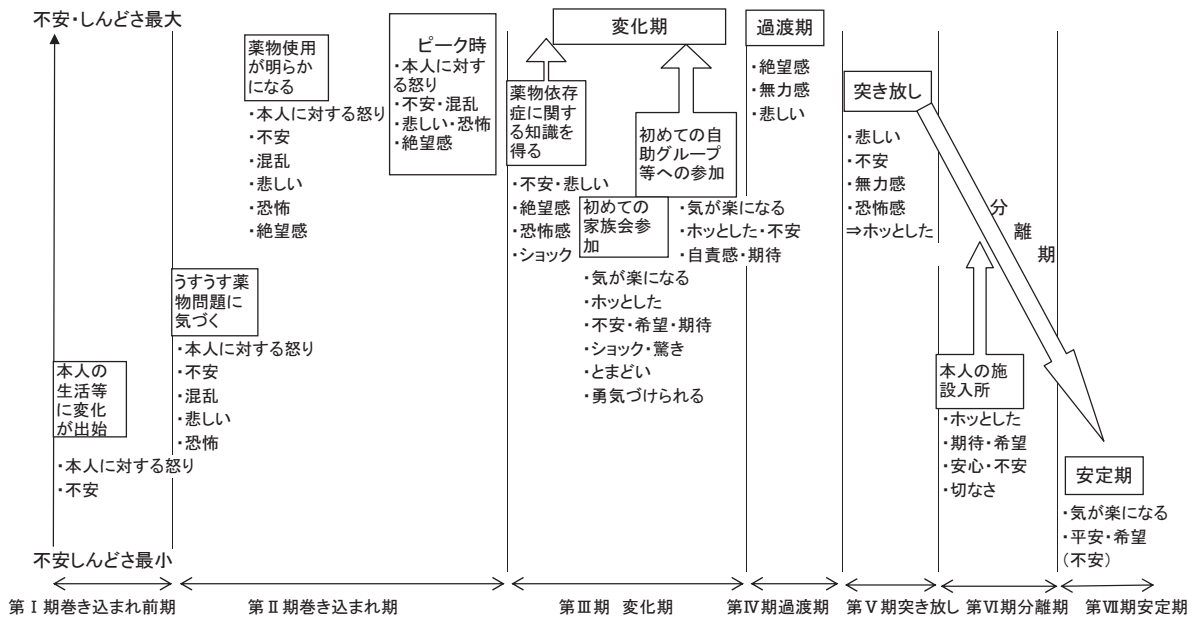 不安・しんどさ最大
本人の
生活等
に変化
が出始
・本人に対する怒り
・不安
不安しんどさ最小
うすうす薬
物問題に
気づく
・本人に対する怒り
・不安
・混乱
・悲しい
・恐怖
薬物使用
が明らか
になる
・本人に対する怒り
・不安
・混乱
・悲しい
・恐怖
・絶望感
ピーク時
・本人に対す
る怒り
・不安・混乱
・悲しい・恐怖
・絶望感
変化期
薬物依存
症に関す
る知識を
得る
・不安・悲しい
・絶望感
・恐怖感
・ショック
初めての
家族会参
加
・気が楽になる
・ホッとした
・不安・希望・期待
・ショック・驚き
・とまどい
・勇気づけられる
初めての自
助グループ
等への参加
・気が楽になる
・ホッとした・不安
・自責感・期待
過渡期
・絶望感
・無力感
・悲しい
突き放し
・悲しい
・不安
・無力感
・恐怖感
⇒ホッとした
分離期
本人の施
設入所
・ホッとした
・期待・希望
・安心・不安
・切なさ
安定期
・気が楽になる
・平安・希望
(不安)
第Ⅰ期巻き込まれ前期
第Ⅱ期巻き込まれ期
第Ⅲ期 変化期
第Ⅳ期過渡期
第Ⅴ期突き放し
第Ⅵ期分離期
第Ⅶ期安定期